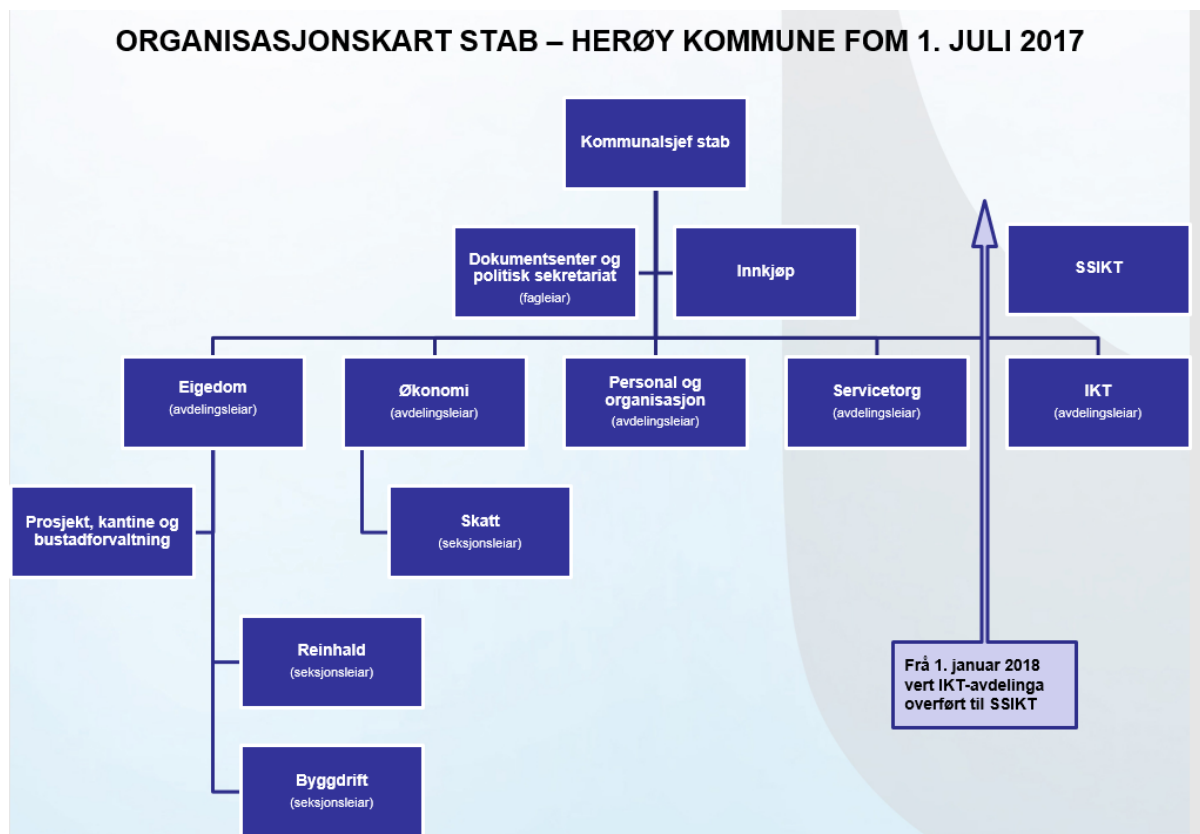 ORGANISASJONSKART STAB – HERØY KOMMUNE FOM 1. JULI 2017
Kommunalsjef stab
Dokumentsenter og
politisk sekretariat
(fagleiar)
Innkjøp
SSIKT
Eigedom
(avdelingsleiar)
Økonomi
(avdelingsleiar)
Personal og
organisasjon
(avdelingsleiar)
Servicetorg
(avdelingsleiar)
IKT
(avdelingsleiar)
Prosjekt, kantine og
bustadforvaltning
Skatt
(seksjonsleiar)
Reinhald
(seksjonsleiar)
Frå 1. januar 2018
vert IKT-avdelinga
overført til SSIKT
Byggdrift
(seksjonsleiar)